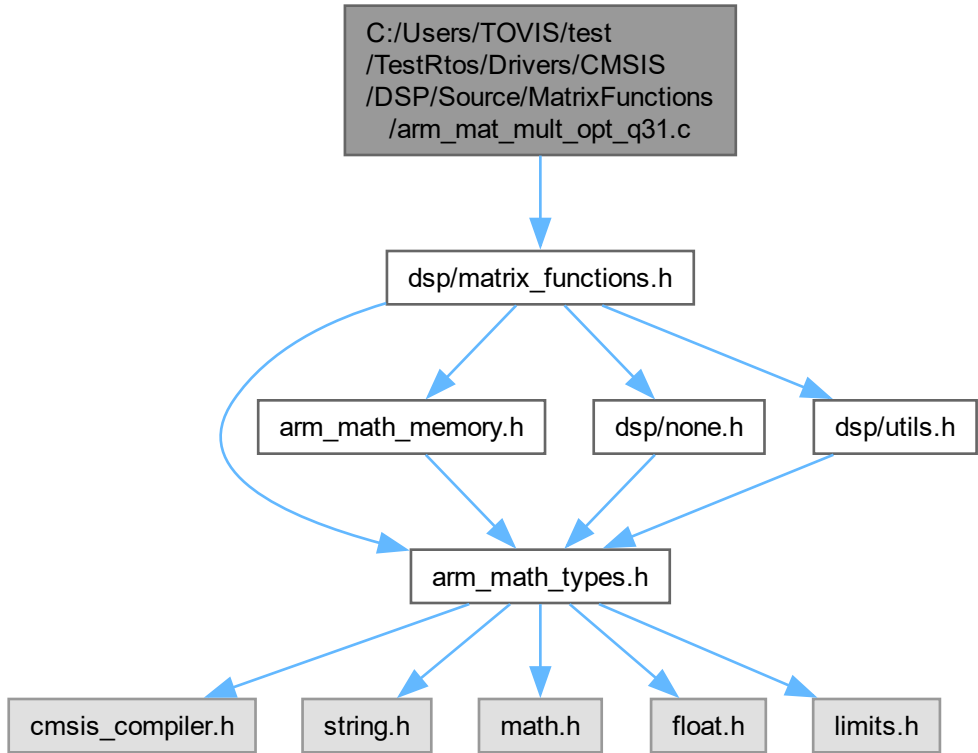 C:/Users/TOVIS/test
/TestRtos/Drivers/CMSIS
/DSP/Source/MatrixFunctions
/arm_mat_mult_opt_q31.c
dsp/matrix_functions.h
arm_math_memory.h
dsp/none.h
dsp/utils.h
arm_math_types.h
cmsis_compiler.h
string.h
math.h
float.h
limits.h